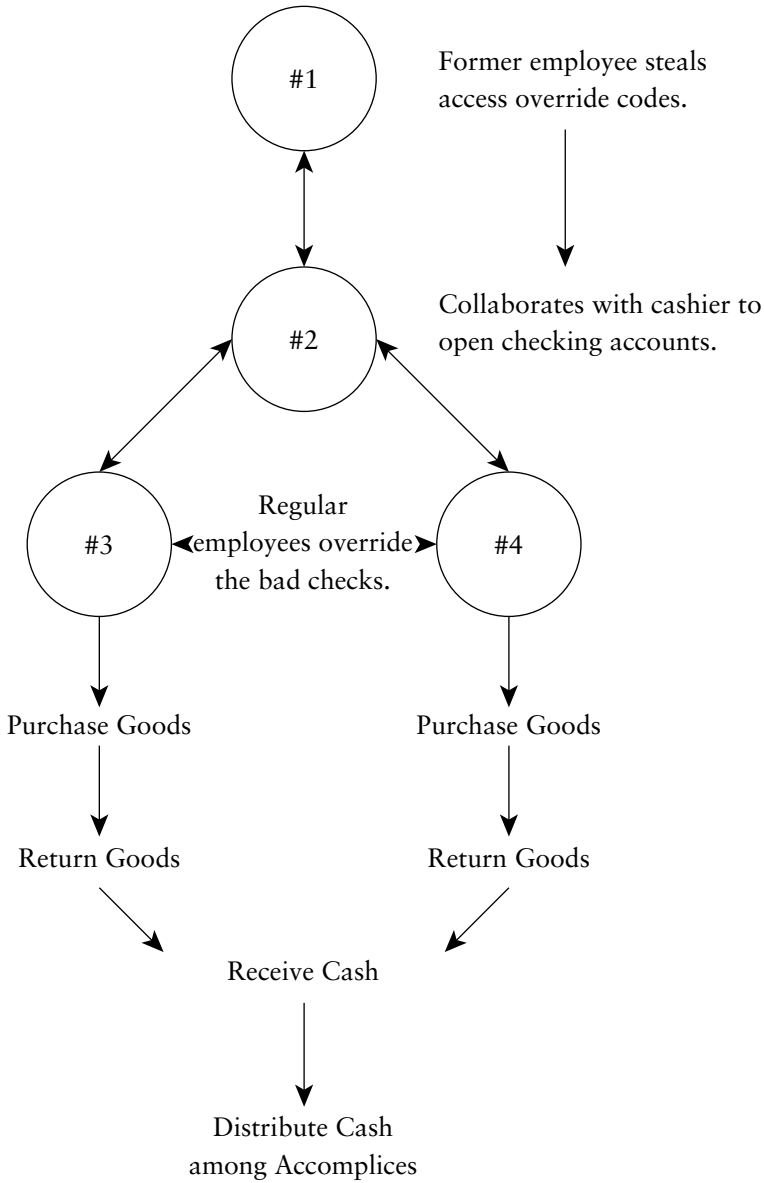 #1
Former employee steals
access override codes.
Collaborates with cashier to
open checking accounts.
#2
#3
Regular
employees override
the bad checks.
#4
Purchase Goods
Purchase Goods
Return Goods
Return Goods
Receive Cash
Distribute Cash
among Accomplices